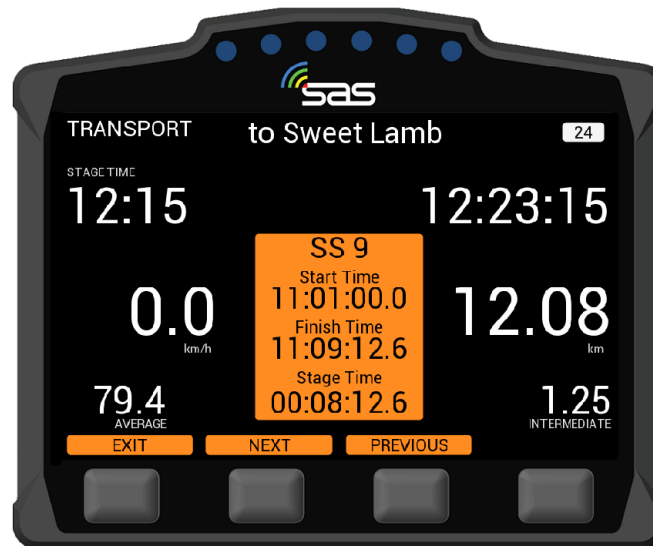 sas
TRANSPORT
to Sweet Lamb
24
STAGE TIME
12:15
12:23:15
SS 9
Start Time
11:01:00.0
Finish Time
11:09:12.6
Stage Time
00:08:12.6
0.0
km/h
12.08
km
79.4
AVERAGE
1.25
INTERMEDIATE
EXIT
NEXT
PREVIOUS